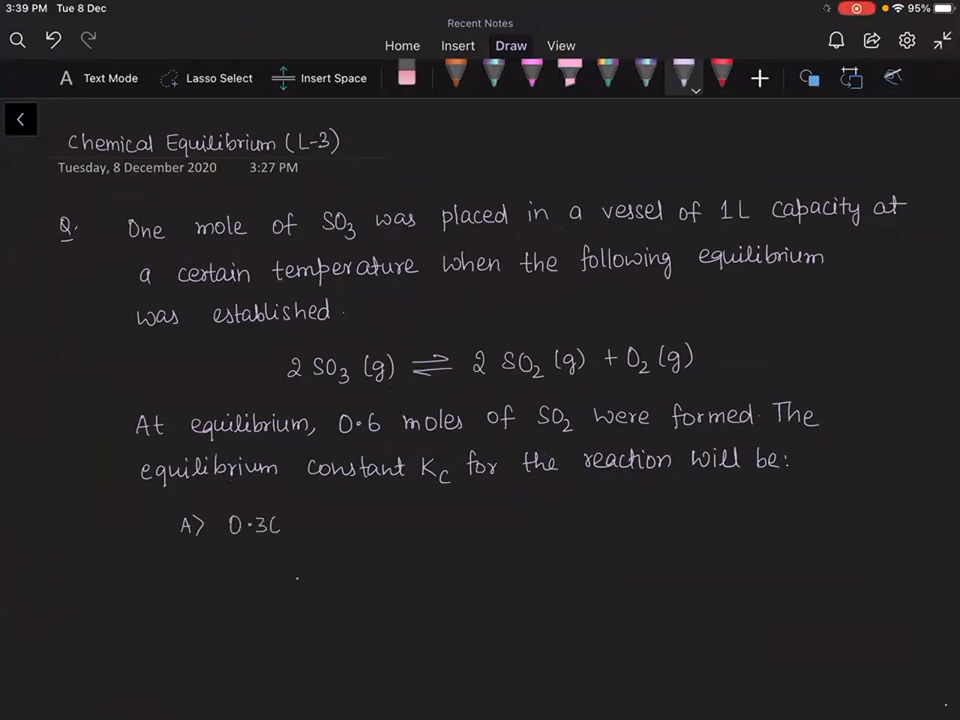 3:39 PM Tue 8 Dec
95%
Recent Notes
Home Insert Draw View
Text Mode Lasso Select Insert Space
Chemical Equilibrium (L-3)
Tuesday, 8 December 2020 3:27 PM
Q. One mole of SO₃ was placed in a vessel of 1L capacity at
a certain temperature when the following equilibrium
was established.
2 SO₃ (g) ⇌ 2 SO₂ (g) + O₂ (g)
At equilibrium, 0.6 moles of SO₂ were formed. The
equilibrium constant K_C for the reaction will be:
A> 0.3